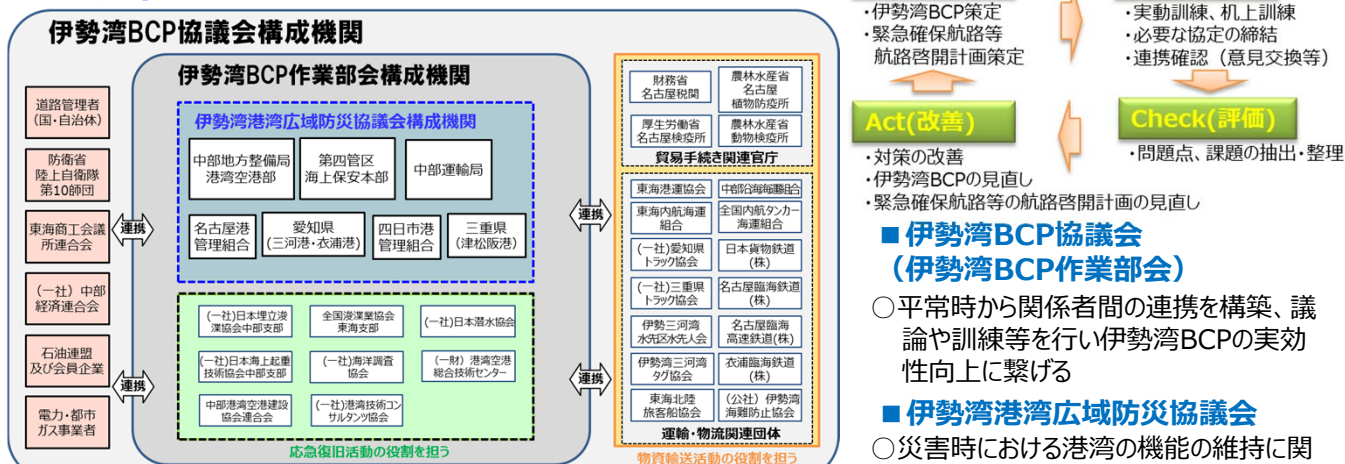 伊勢湾BCP協議会構成機関
伊勢湾BCP作業部会構成機関
道路管理者
(国・自治体)
防衛省
陸上自衛隊
第10師団
東海商工会議
所連合会
(一社)中部
経済連合会
石油連盟
及び会員企業
電力・都市
ガス事業者
連携
連携
伊勢湾港湾広域防災協議会構成機関
中部地方整備局
港湾空港部
第四管区
海上保安本部
中部運輸局
名古屋港
管理組合
愛知県
(三河港・衣浦港)
四日市港
管理組合
三重県
(津松阪港)
(一社)日本埋立浚
渫協会中部支部
全国浚渫業協会
東海支部
(一社)日本潜水協会
(一社)日本海上起重
技術協会中部支部
(一社)海洋調査
協会
(一財)港湾空港
総合技術センター
中部港湾空港建設
協会連合会
(一社)港湾技術コン
サルタンツ協会
応急復旧活動の役割を担う
連携
連携
財務省
名古屋税関
農林水産省
名古屋
植物防疫所
厚生労働省
名古屋検疫所
農林水産省
動物検疫所
貿易手続き関連官庁
東海港運協会
中部沿海海運組合
東海内航海運
組合
全国内航タンカー
海運組合
(一社)愛知県
トラック協会
日本貨物鉄道
(株)
(一社)三重県
トラック協会
名古屋臨海鉄道
(株)
伊勢三河湾
水先区水先人会
名古屋臨海
高速鉄道(株)
伊勢湾三河湾
タグ協会
衣浦臨海鉄道
(株)
東海北陸
旅客船協会
(公社)伊勢湾
海難防止協会
運輸・物流関連団体
物資輸送活動の役割を担う
・伊勢湾BCP策定
・緊急確保航路等
航路啓開計画策定
・実動訓練、机上訓練
・必要な協定の締結
・連携確認(意見交換等)
Act(改善)
・対策の改善
・伊勢湾BCPの見直し
・緊急確保航路等の航路啓開計画の見直し
Check(評価)
・問題点、課題の抽出・整理
■伊勢湾BCP協議会
(伊勢湾BCP作業部会)
○平常時から関係者間の連携を構築、議
論や訓練等を行い伊勢湾BCPの実効
性向上に繋げる
■伊勢湾港湾広域防災協議会
○災害時における港湾の機能の維持に関